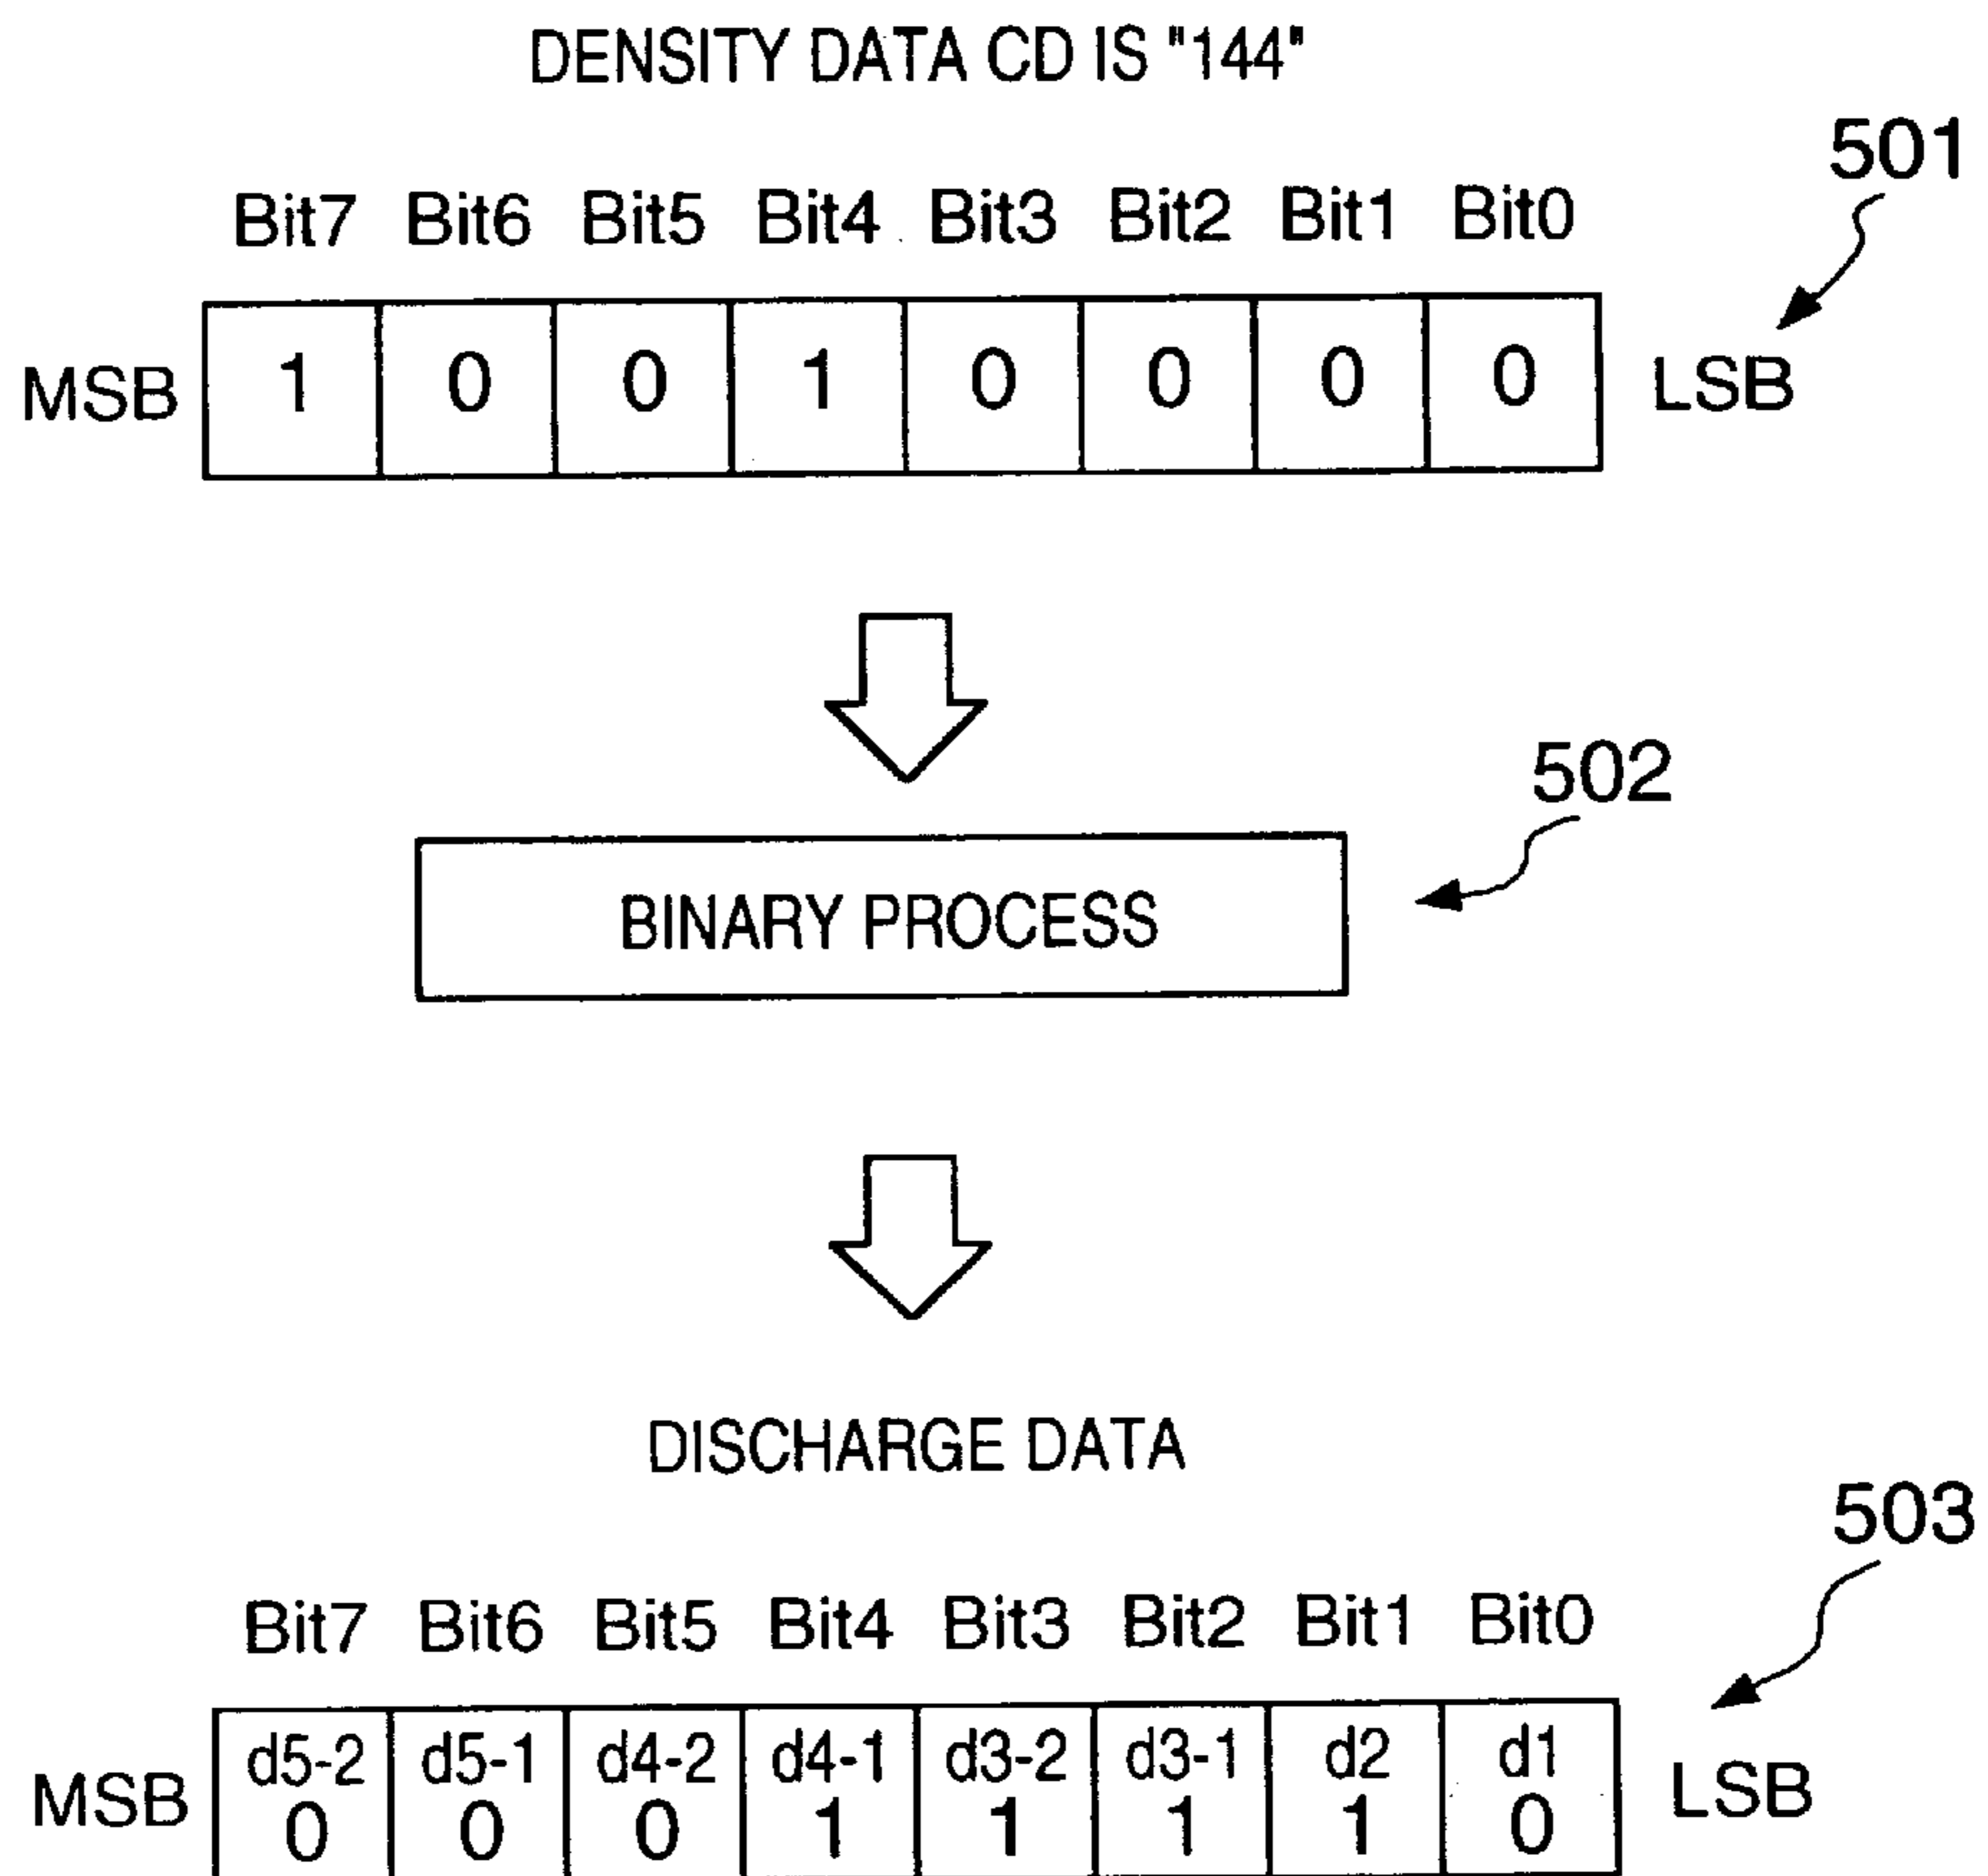 DENSITY DATA CD IS "144"
501
Bit7 Bit6 Bit5 Bit4 Bit3 Bit2 Bit1 Bit0
MSB 1 0 0 1 0 0 0 0 LSB
502
BINARY PROCESS
DISCHARGE DATA
503
Bit7 Bit6 Bit5 Bit4 Bit3 Bit2 Bit1 Bit0
d5-2 d5-1 d4-2 d4-1 d3-2 d3-1 d2 d1
MSB 0 0 0 1 1 1 1 0 LSB